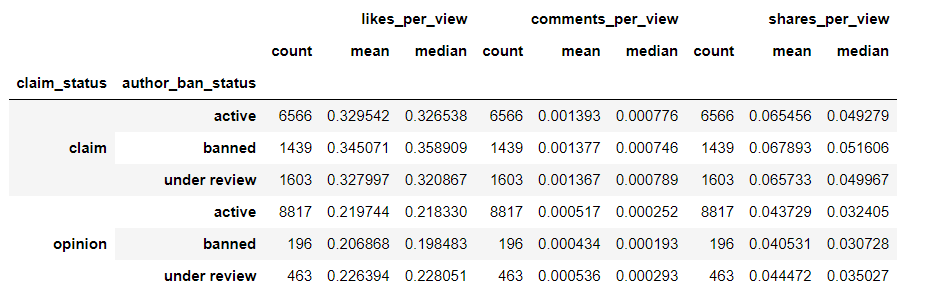 likes_per_view comments_per_view shares_per_view
count mean median count mean median count mean median
claim_status author_ban_status
active 6566 0.329542 0.326538 6566 0.001393 0.000776 6566 0.065456 0.049279
claim banned 1439 0.345071 0.358909 1439 0.001377 0.000746 1439 0.067893 0.051606
under review 1603 0.327997 0.320867 1603 0.001367 0.000789 1603 0.065733 0.049967
active 8817 0.219744 0.218330 8817 0.000517 0.000252 8817 0.043729 0.032405
opinion banned 196 0.206868 0.198483 196 0.000434 0.000193 196 0.040531 0.030728
under review 463 0.226394 0.228051 463 0.000536 0.000293 463 0.044472 0.035027